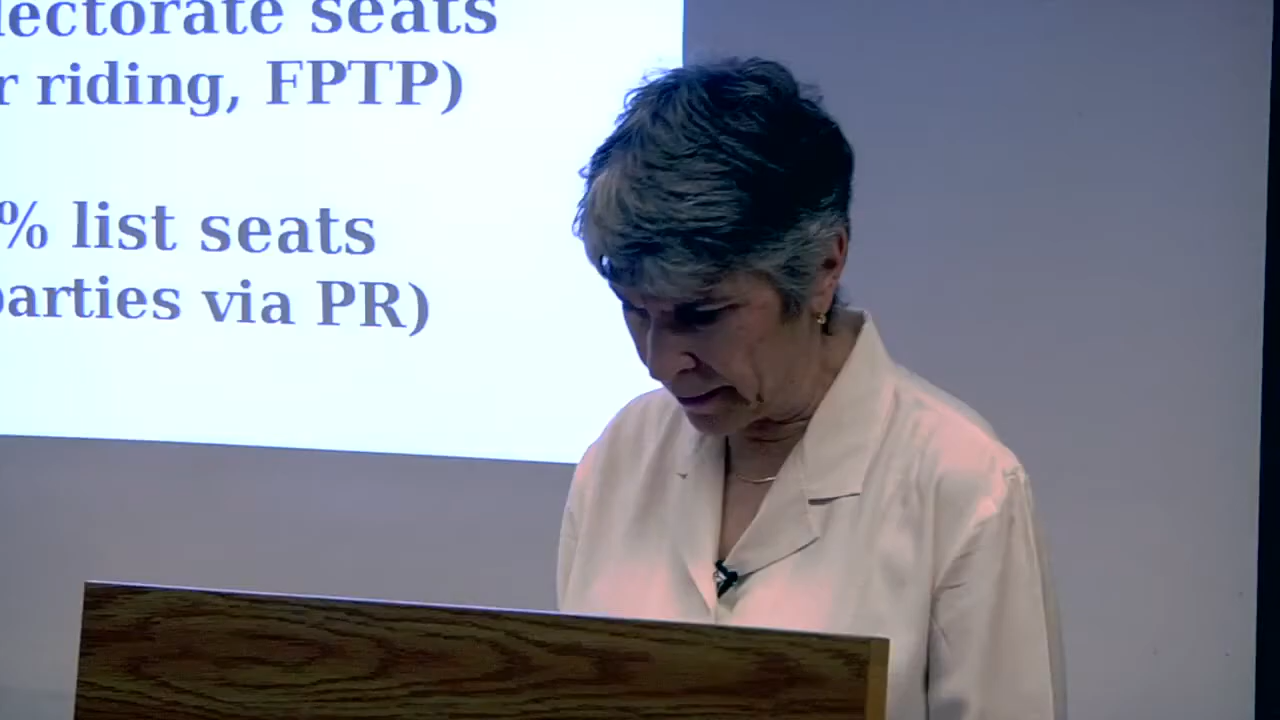 lectorate seats
r riding, FPTP)
% list seats
parties via PR)